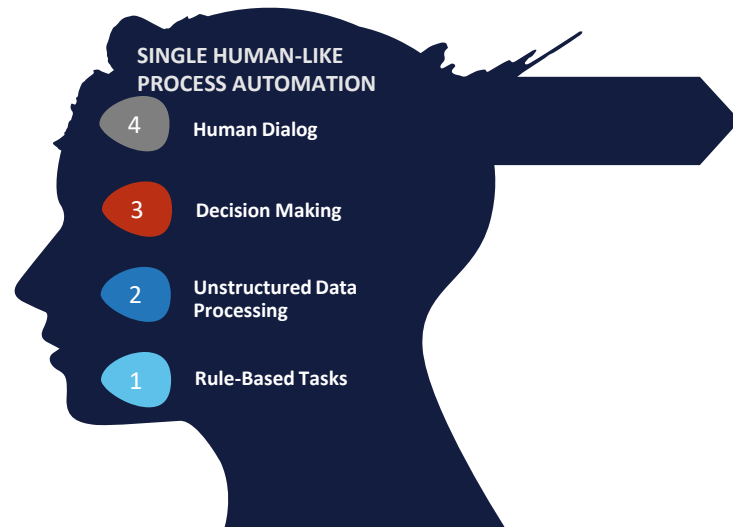 SINGLE HUMAN-LIKE
PROCESS AUTOMATION
4
Human Dialog
3
Decision Making
2
Unstructured Data
Processing
1
Rule-Based Tasks